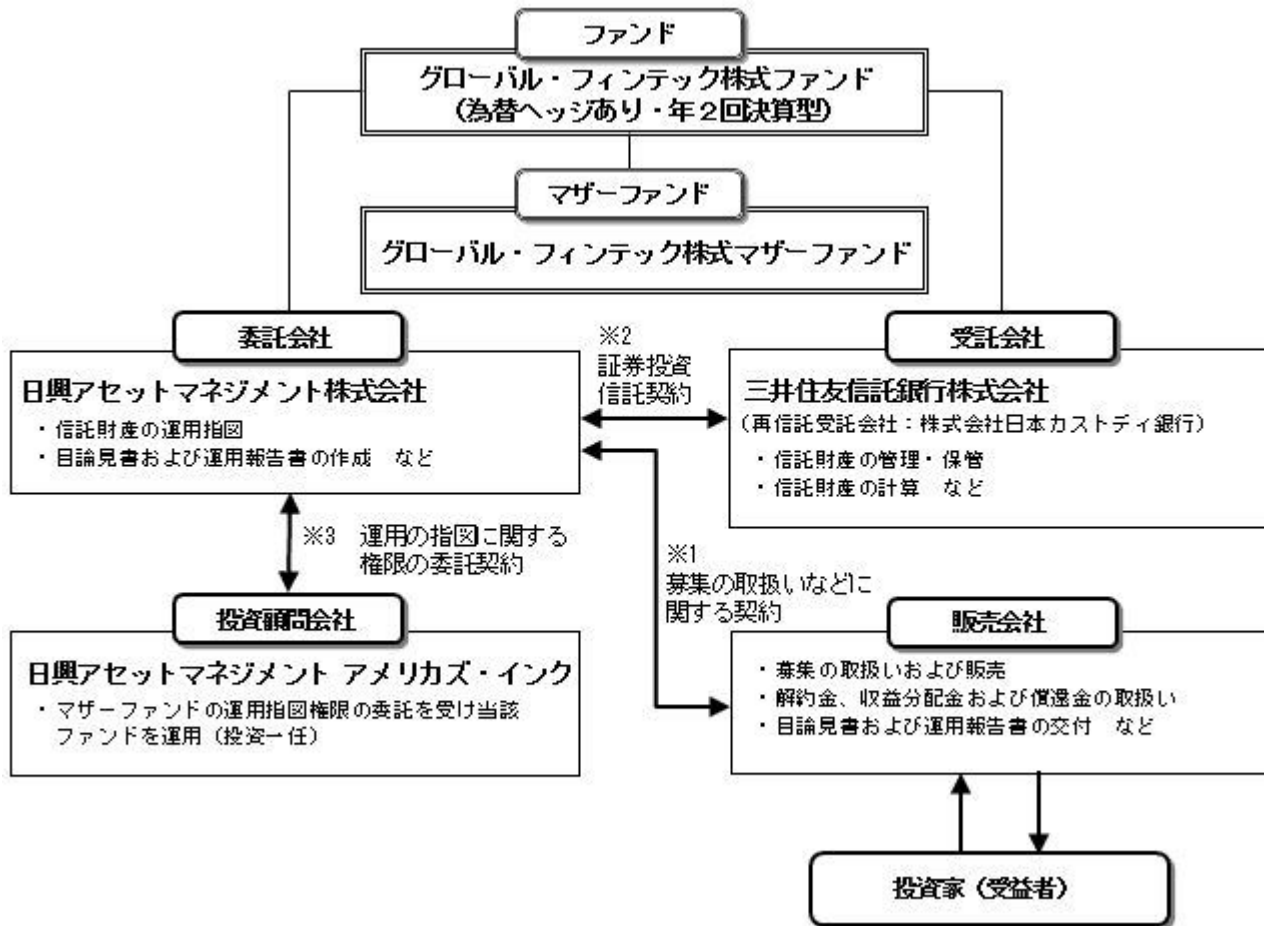 ファンド
グローバル・フィンテック株式ファンド
(為替ヘッジあり・年2回決算型)
マザーファンド
グローバル・フィンテック株式マザーファンド
委託会社
日興アセットマネジメント株式会社
・信託財産の運用指図
・目論見書および運用報告書の作成 など
※2
証券投資
信託契約
受託会社
三井住友信託銀行株式会社
(再信託受託会社:株式会社日本カストディ銀行)
・信託財産の管理・保管
・信託財産の計算 など
※3 運用の指図に関する
権限の委託契約
※1
募集の取扱いなどに
関する契約
投資顧問会社
日興アセットマネジメント アメリカズ・インク
・マザーファンドの運用指図権限の委託を受け当該
ファンドを運用(投資一任)
販売会社
・募集の取扱いおよび販売
・解約金、収益分配金および償還金の取扱い
・目論見書および運用報告書の交付 など
投資家(受益者)